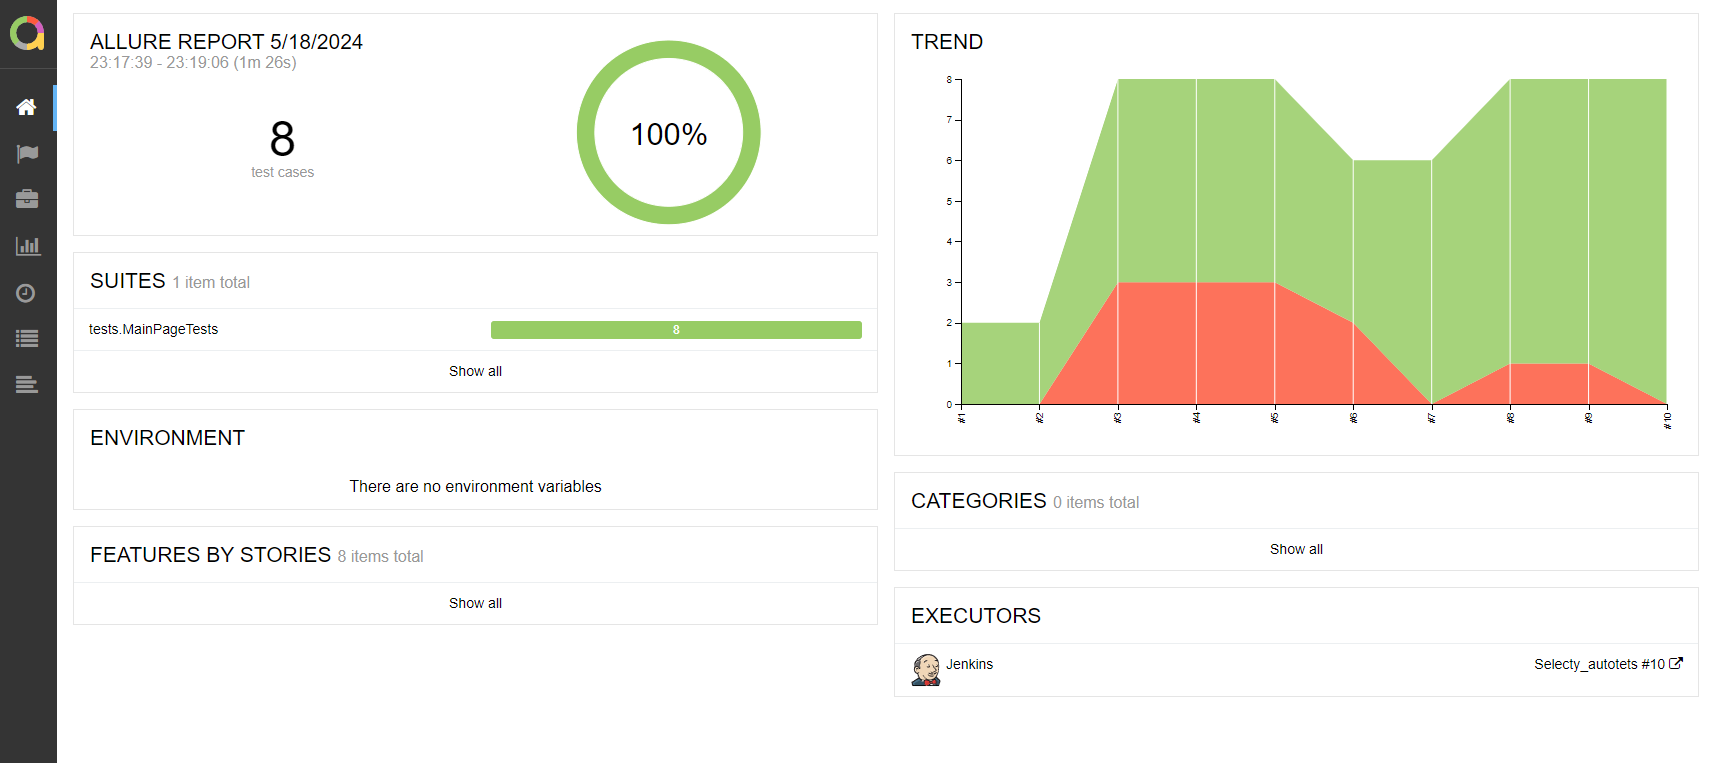 ALLURE REPORT 5/18/2024
23:17:39 - 23:19:06 (1m 26s)
8
test cases
100%
SUITES 1 item total
tests.MainPageTests 8
Show all
ENVIRONMENT
There are no environment variables
FEATURES BY STORIES 8 items total
Show all
TREND
8
7
6
5
4
3
2
1
0
#1 #2 #3 #4 #5 #6 #7 #8 #9 #10
CATEGORIES 0 items total
Show all
EXECUTORS
Jenkins Selecty_autotets #10